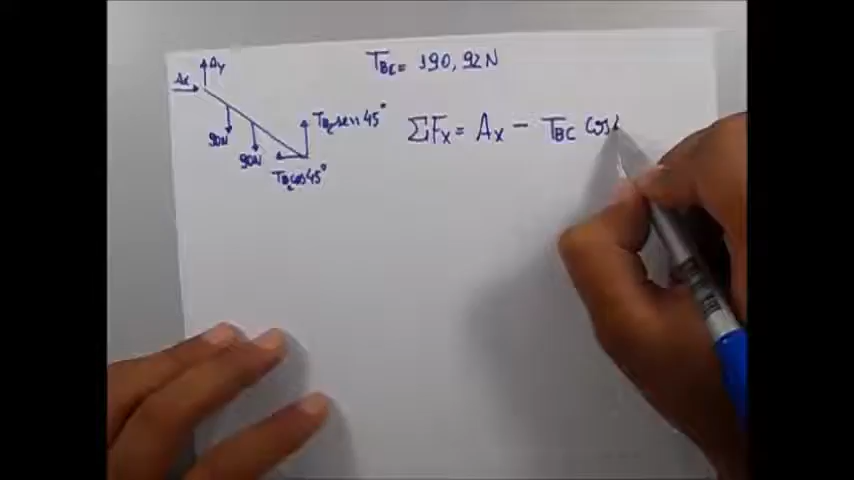 T_BC = 190,92N
Ay
Ax
90N
90N
T_BC sen 45°
T_BC cos 45°
ΣFx = Ax - T_BC Cos